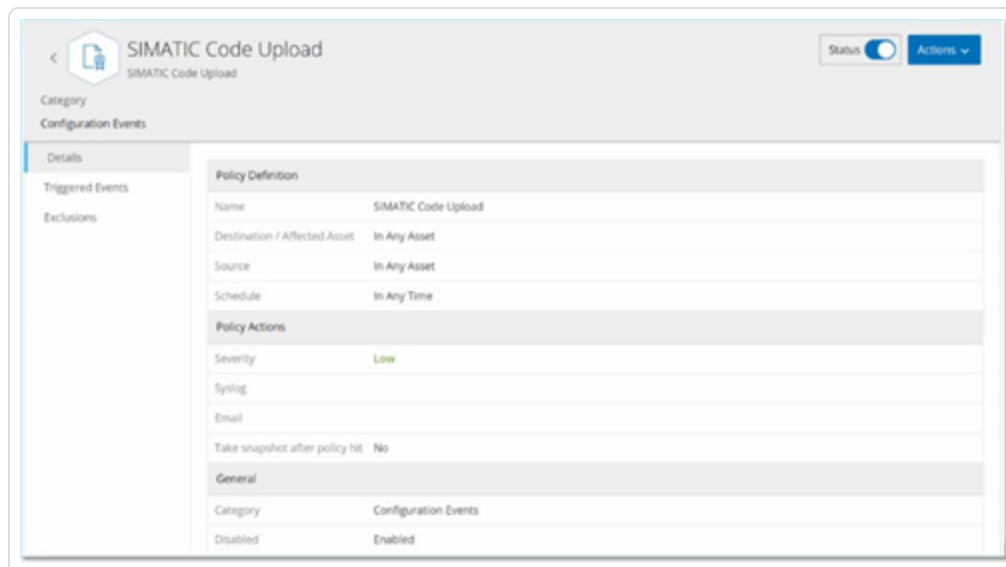 SIMATIC Code Upload
SIMATIC Code Upload
Status
Actions
Category
Configuration Events
Details
Triggered Events
Exclusions
Policy Definition
Name SIMATIC Code Upload
Destination / Affected Asset In Any Asset
Source In Any Asset
Schedule In Any Time
Policy Actions
Severity Low
Syslog
Email
Take snapshot after policy hit No
General
Category Configuration Events
Disabled Enabled